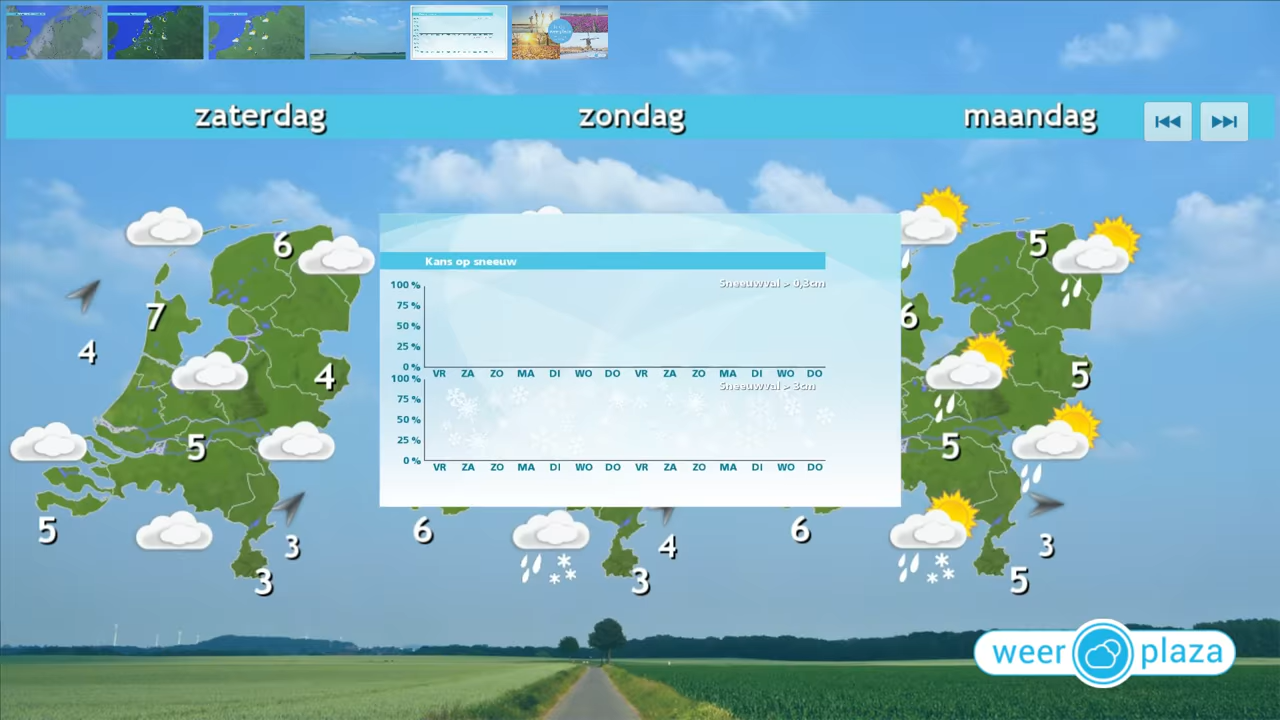 zaterdag zondag maandag
6 5
Kans op sneeuw
Sneeuwval > 0,3cm
100 %
75 %
50 %
25 %
0 %
VR ZA ZO MA DI WO DO VR ZA ZO MA DI WO DO
Sneeuwval > 3cm
100 %
75 %
50 %
25 %
0 %
VR ZA ZO MA DI WO DO VR ZA ZO MA DI WO DO
7 6
4
4 5
5 5
5 6 6
3 4 3
3 3 5
weer plaza